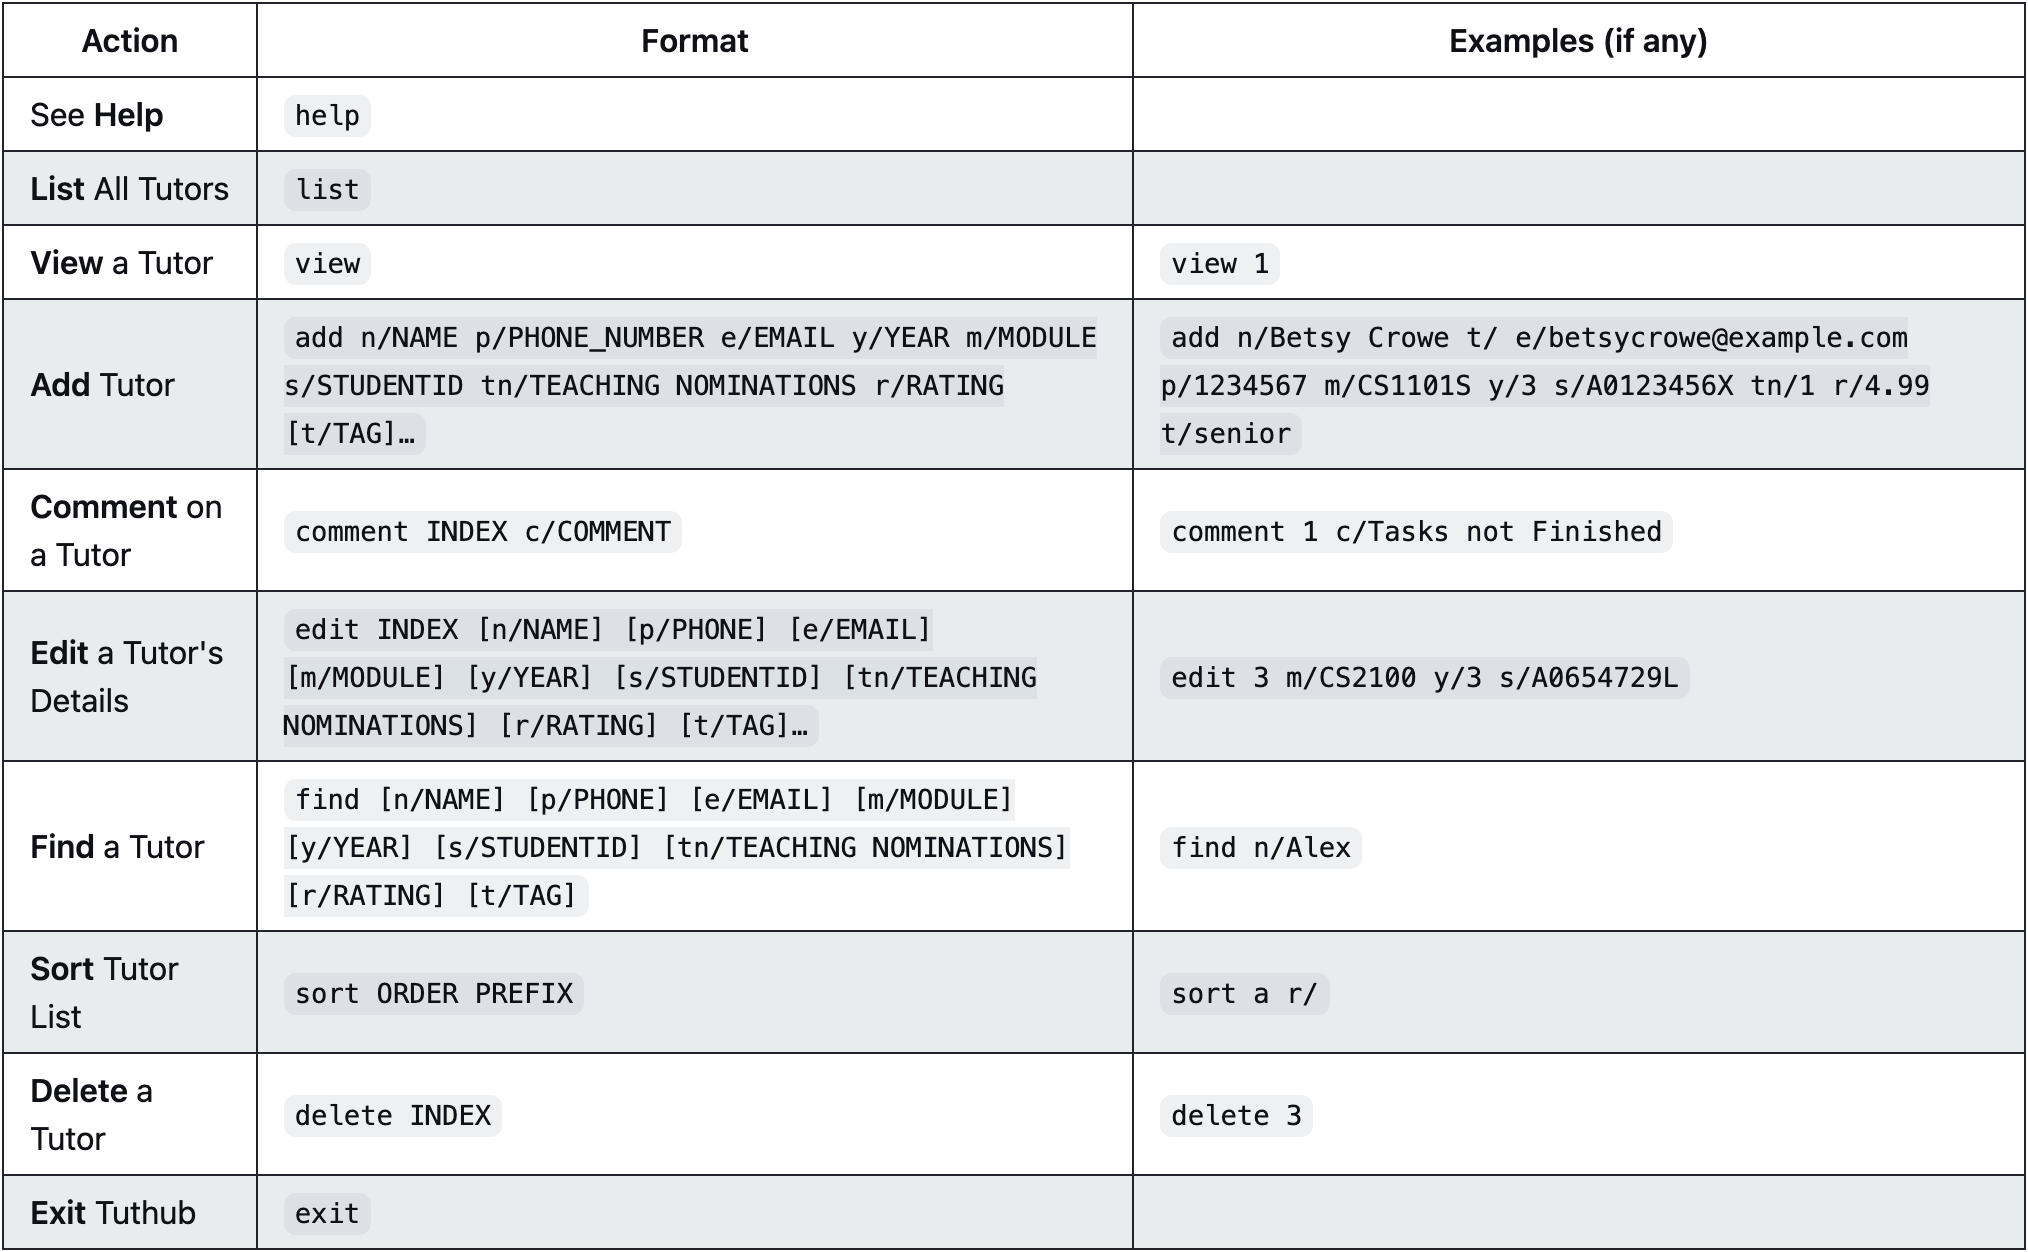 Action Format Examples (if any)
See Help help
List All Tutors list
View a Tutor view view 1
Add Tutor
add n/NAME p/PHONE_NUMBER e/EMAIL y/YEAR m/MODULE
s/STUDENTID tn/TEACHING NOMINATIONS r/RATING
[t/TAG]…
add n/Betsy Crowe t/ e/betsycrowe@example.com
p/1234567 m/CS1101S y/3 s/A0123456X tn/1 r/4.99
t/senior
Comment on
a Tutor
comment INDEX c/COMMENT
comment 1 c/Tasks not Finished
Edit a Tutor's
Details
edit INDEX [n/NAME] [p/PHONE] [e/EMAIL]
[m/MODULE] [y/YEAR] [s/STUDENTID] [tn/TEACHING
NOMINATIONS] [r/RATING] [t/TAG]…
edit 3 m/CS2100 y/3 s/A0654729L
Find a Tutor
find [n/NAME] [p/PHONE] [e/EMAIL] [m/MODULE]
[y/YEAR] [s/STUDENTID] [tn/TEACHING NOMINATIONS]
[r/RATING] [t/TAG]
find n/Alex
Sort Tutor
List
sort ORDER PREFIX
sort a r/
Delete a
Tutor
delete INDEX
delete 3
Exit Tuthub exit